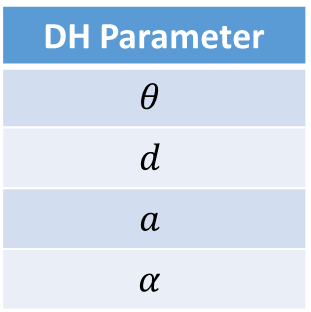 DH Parameter
θ
d
a
α